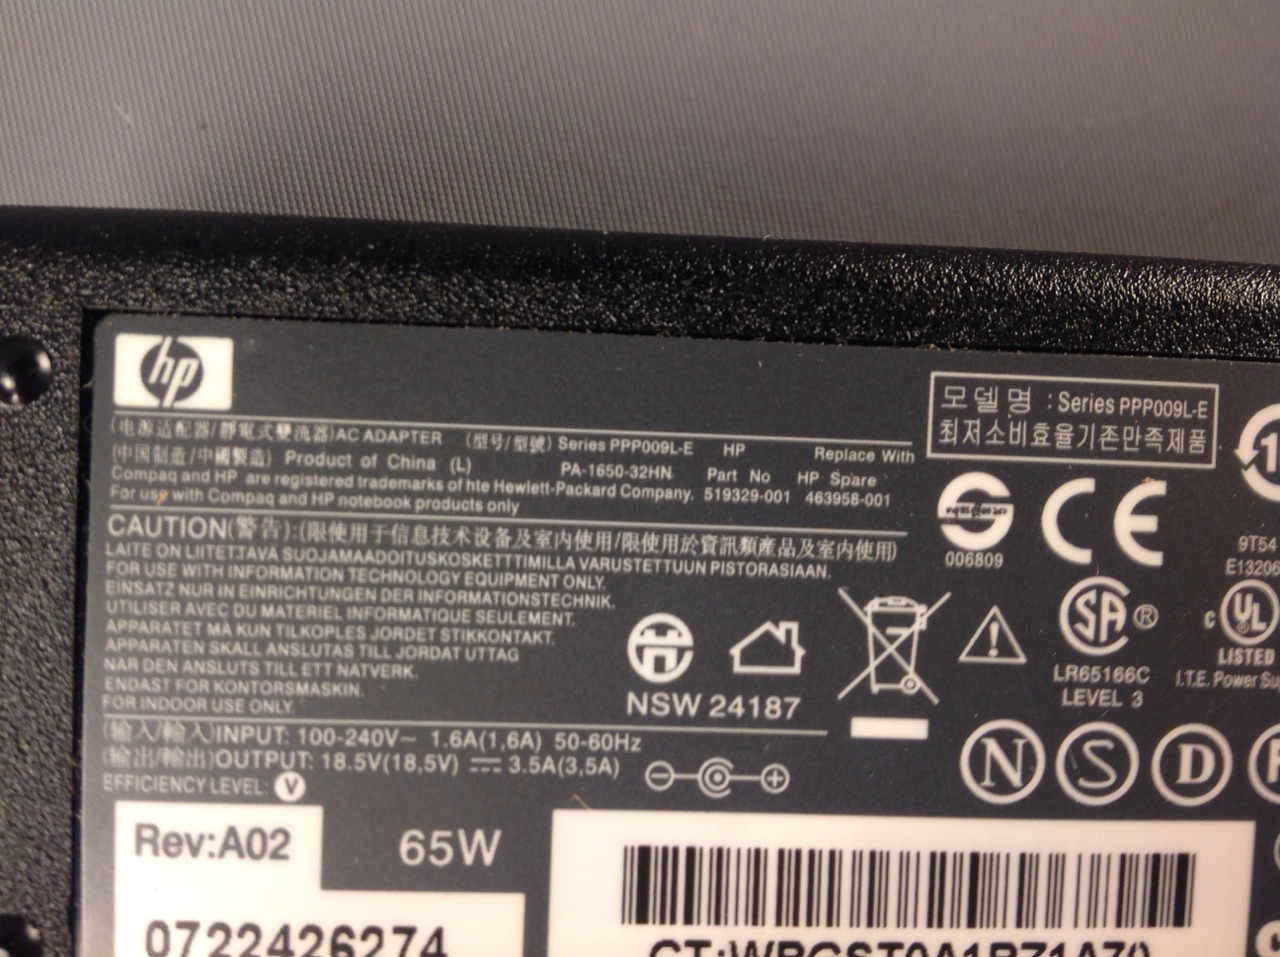 hp
(电源适配器/靜電式變流器)AC ADAPTER (型号/型號) Series PPP009L-E HP Replace With
(中国制造/中國製造) Product of China (L) PA-1650-32HN Part No HP Spare
Compaq and HP are registered trademarks of hte Hewlett-Packard Company. 519329-001 463958-001
For use with Compaq and HP notebook products only
모델명 : Series PPP009L-E
최저소비효율기존만족제품
CAUTION(警告):(限使用于信息技术设备及室内使用/限使用於資訊類產品及室内使用)
LAITE ON LIITETJAVA SUOJAMAADOITUSKOSKETTIMILLA VARUSTETTUUN PISTORASIAAN.
FOR USE WITH INFORMATION TECHNOLOGY EQUIPMENT ONLY.
EINSATZ NUR IN EINRICHTUNGEN DER INFORMATIONSTECHNIK.
UTILISER AVEC DU MATERIEL INFORMATIQUE SEULEMENT.
APPARATET MA KUN TILKOPLES JORDET STIKKONTAKT.
APPARATEN SKALL ANSLUTAS TILL JORDAT UTTAG
NAR DEN ANSLUTS TILL ETT NATVERK.
ENDAST FOR KONTORSMASKIN.
FOR INDOOR USE ONLY
006809
CE
9T54
E13206
NSW 24187
SA ®
LR65166C
LEVEL 3
C UL
LISTED
I.T.E. Power Su
(输入/輸入)INPUT: 100-240V~ 1.6A(1,6A) 50-60Hz
(输出/輸出)OUTPUT: 18.5V(18,5V) ⎓ 3.5A(3,5A)
EFFICIENCY LEVEL: V
N S D
Rev:A02
65W
0722426274